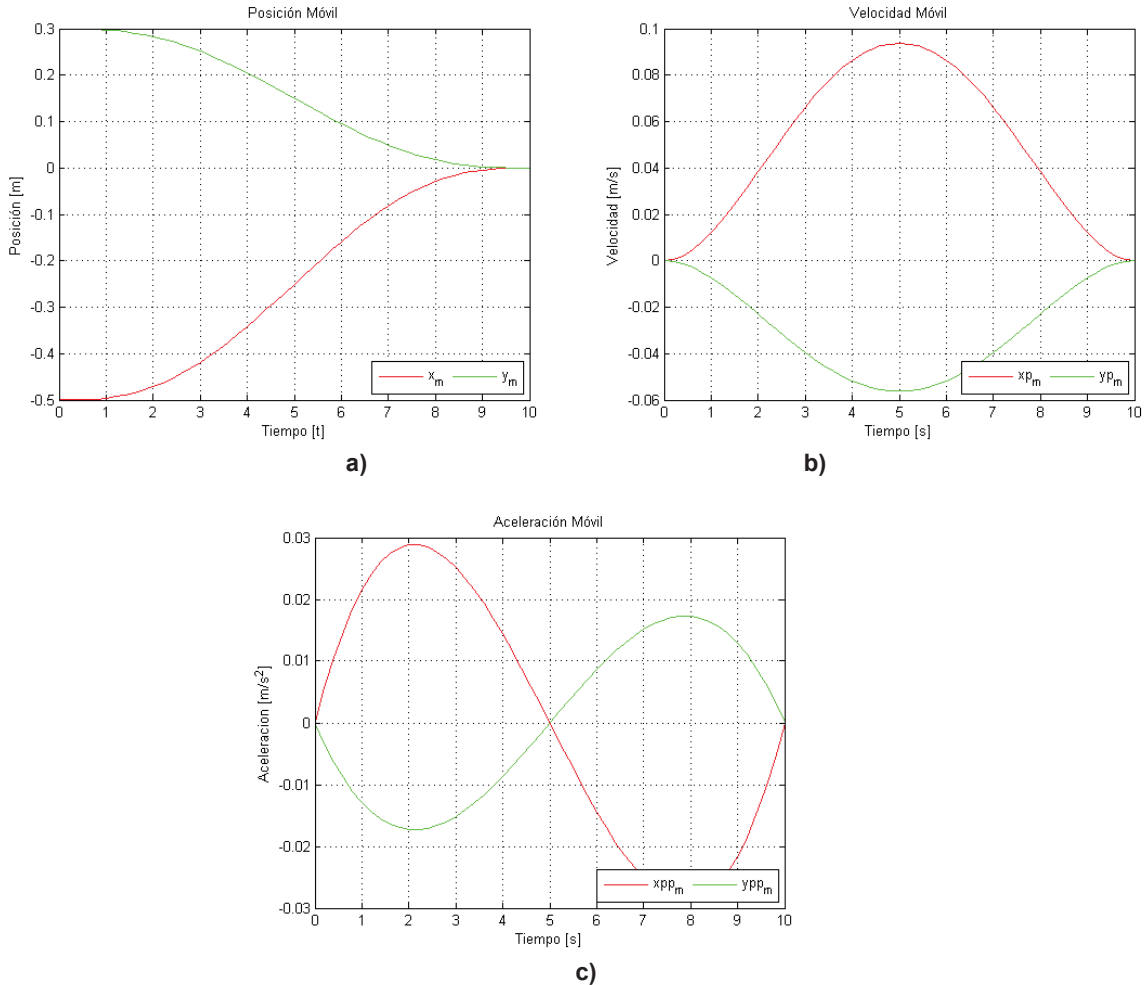 Posición Móvil
0.3
0.2
0.1
0
-0.1
-0.2
-0.3
-0.4
-0.5
Posición [m]
x_m y_m
0 1 2 3 4 5 6 7 8 9 10
Tiempo [t]
a)
Velocidad Móvil
0.1
0.08
0.06
0.04
0.02
0
-0.02
-0.04
-0.06
Velocidad [m/s]
xp_m yp_m
0 1 2 3 4 5 6 7 8 9 10
Tiempo [s]
b)
Aceleración Móvil
0.03
0.02
0.01
0
-0.01
-0.02
-0.03
Aceleracion [m/s²]
xpp_m ypp_m
0 1 2 3 4 5 6 7 8 9 10
Tiempo [s]
c)